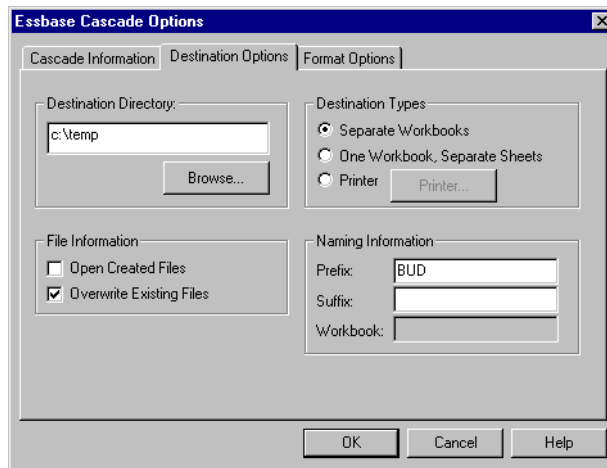 Essbase Cascade Options
Cascade Information
Destination Options
Format Options
Destination Directory:
c:\temp
Browse...
Destination Types
Separate Workbooks
One Workbook, Separate Sheets
Printer
Printer...
File Information
Open Created Files
Overwrite Existing Files
Naming Information
Prefix:
BUD
Suffix:
Workbook:
OK
Cancel
Help